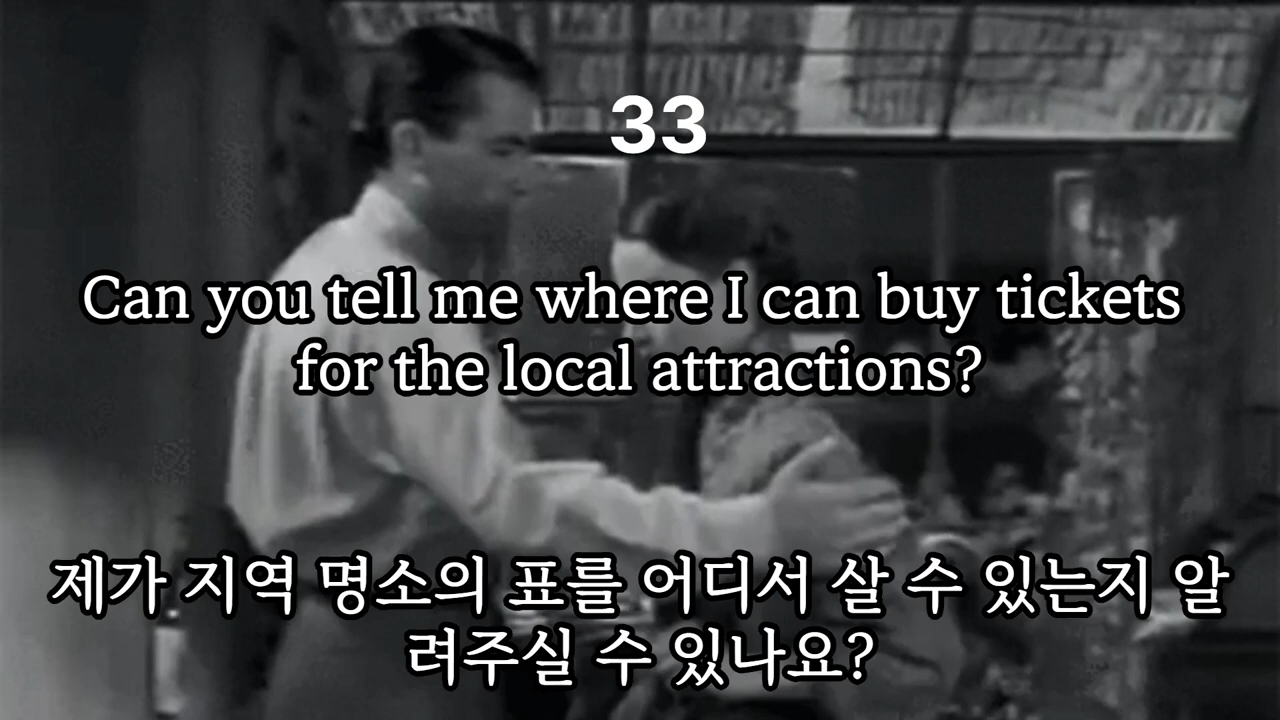 33
Can you tell me where I can buy tickets
for the local attractions?
제가 지역 명소의 표를 어디서 살 수 있는지 알
려주실 수 있나요?